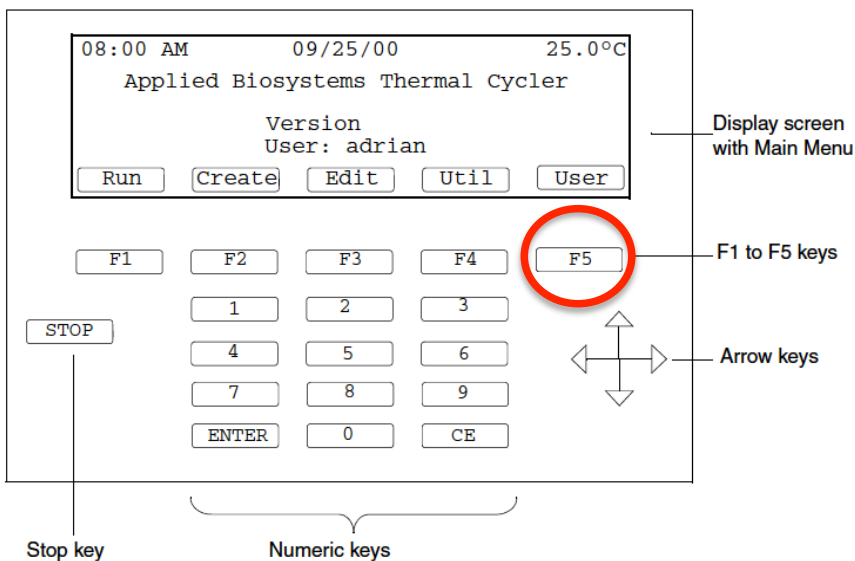 08:00 AM 09/25/00 25.0°C
Applied Biosystems Thermal Cycler
Version
User: adrian
Run Create Edit Util User
Display screen
with Main Menu
F1 F2 F3 F4 F5
F1 to F5 keys
1 2 3
STOP
4 5 6
Arrow keys
7 8 9
ENTER 0 CE
Stop key
Numeric keys